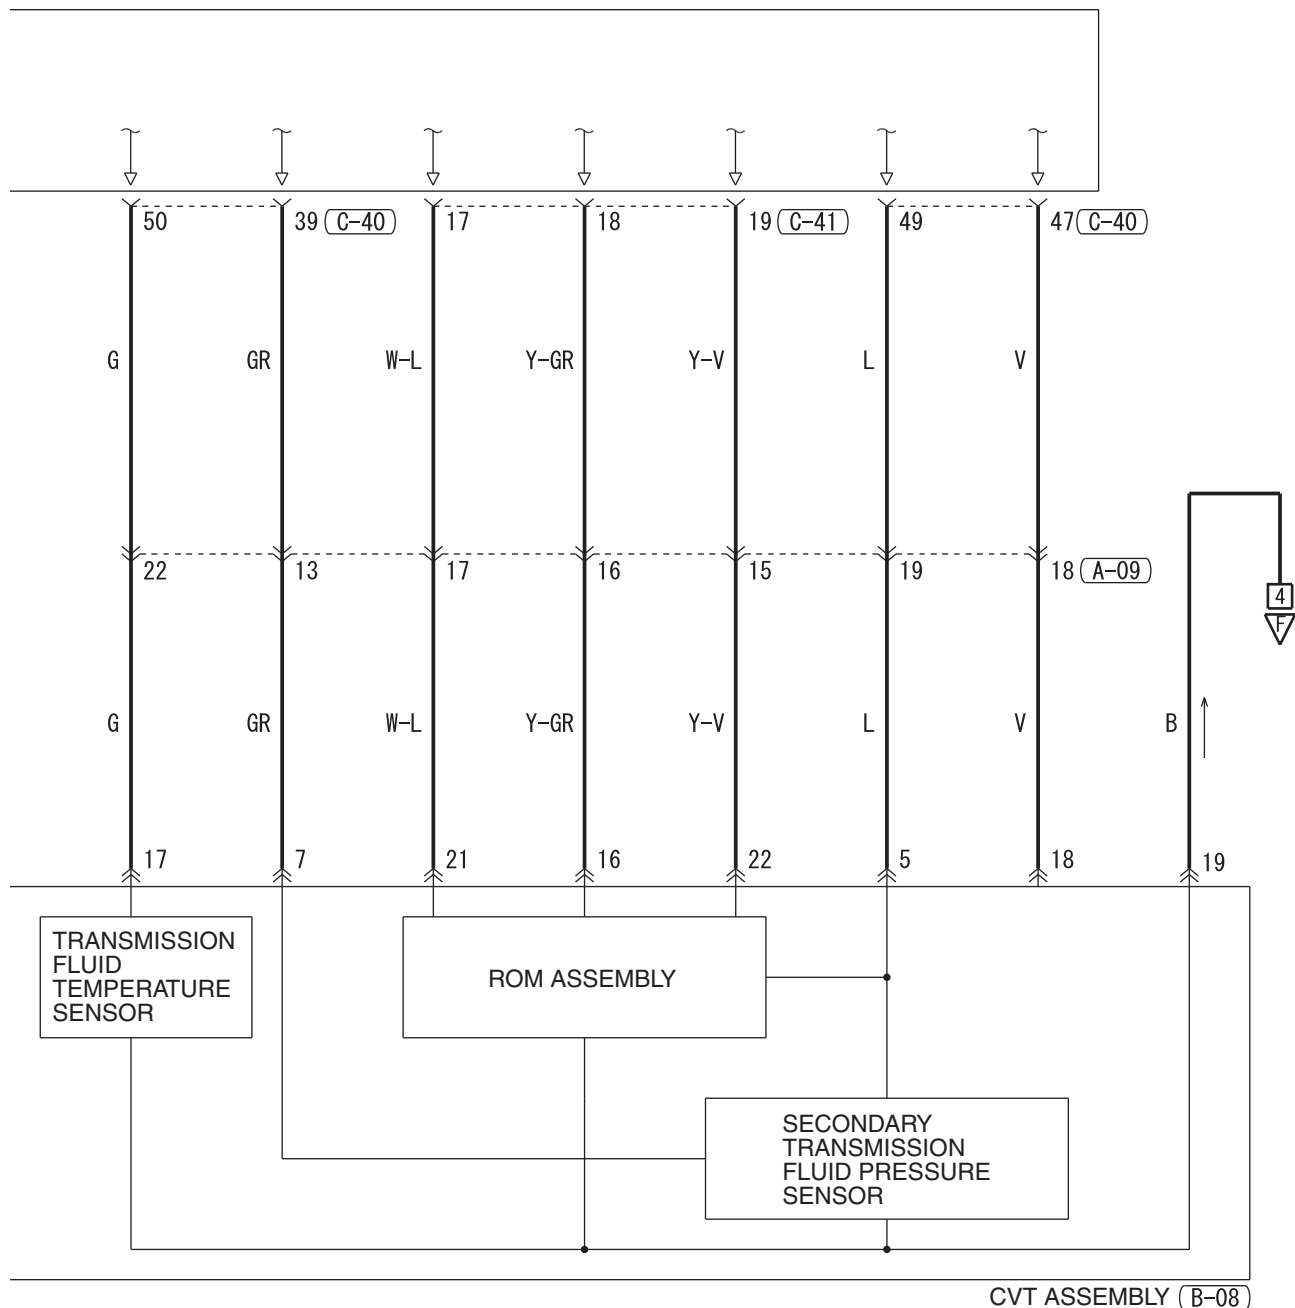 50 39 C-40 17 18 19 C-41 49 47 C-40
G GR W-L Y-GR Y-V L V
22 13 17 16 15 19 18 A-09
4
F
G GR W-L Y-GR Y-V L V B
17 7 21 16 22 5 18 19
TRANSMISSION
FLUID
TEMPERATURE
SENSOR
ROM ASSEMBLY
SECONDARY
TRANSMISSION
FLUID PRESSURE
SENSOR
CVT ASSEMBLY B-08